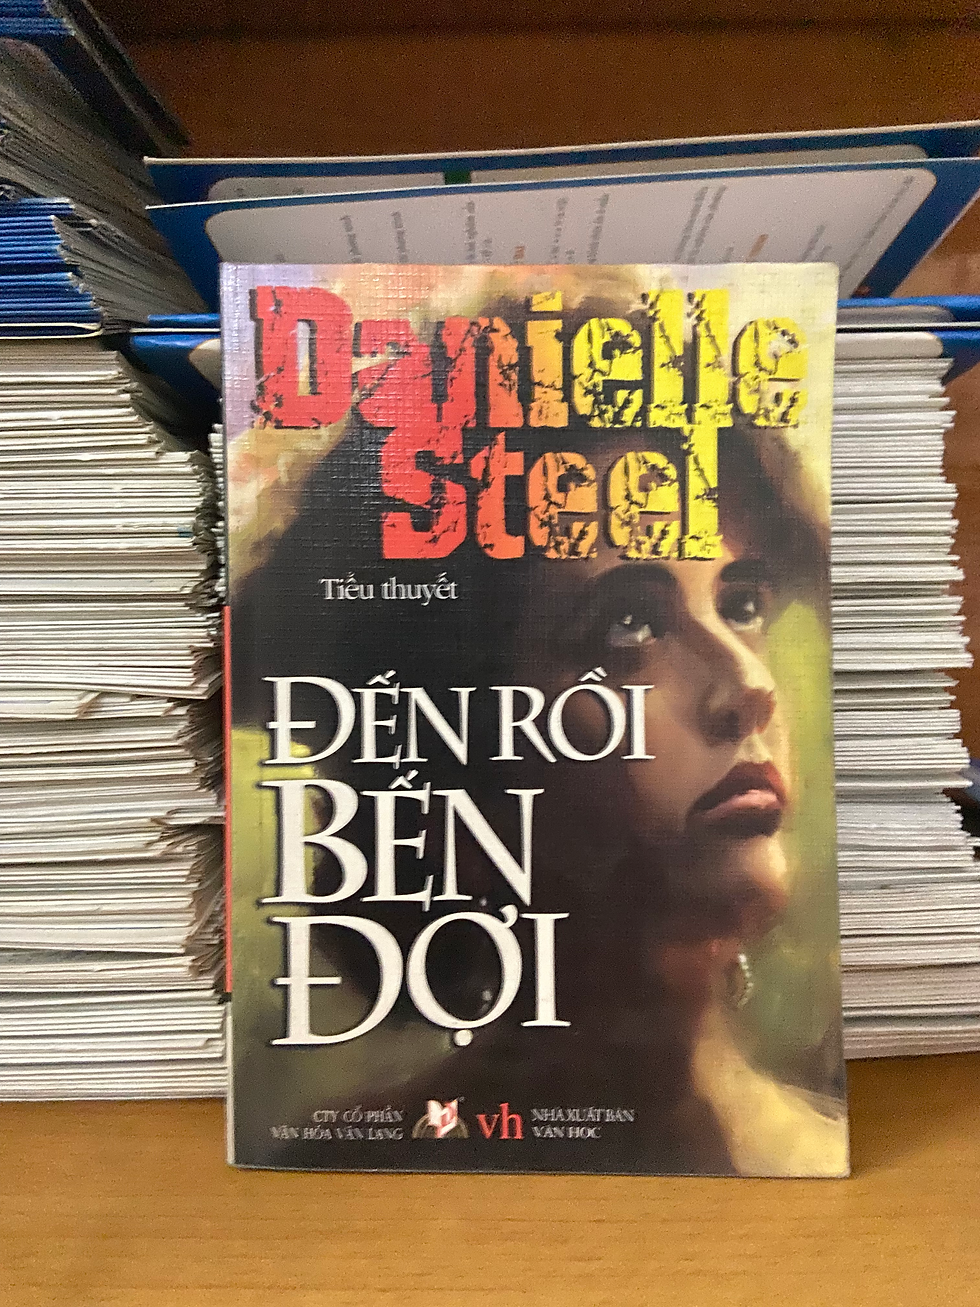 Danielle
Steel
Tiểu thuyết
ĐẾN RỒI
BẾN
ĐỢI
CTY CỔ PHẦN
VĂN HÓA VĂN LANG
vh
NHÀ XUẤT BẢN
VĂN HỌC